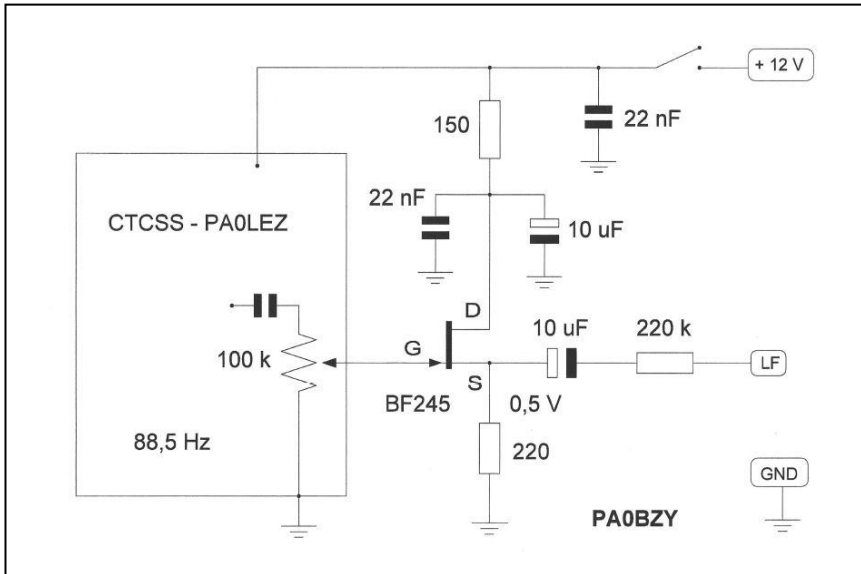 + 12 V
150
22 nF
22 nF
CTCSS - PA0LEZ
10 uF
D
10 uF
220 k
G
100 k
LF
S
BF245
0,5 V
88,5 Hz
220
GND
PA0BZY